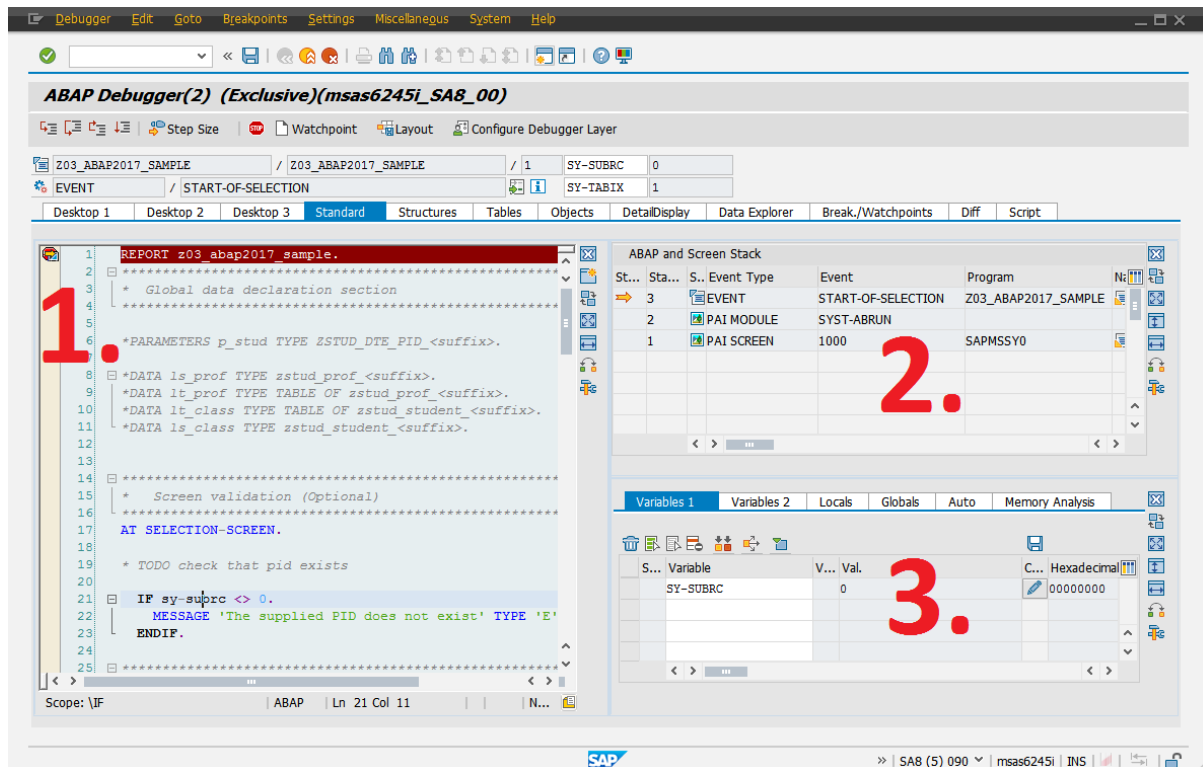 Debugger Edit Goto Breakpoints Settings Miscellaneous System Help
ABAP Debugger(2) (Exclusive)(msas6245i_SA8_00)
Step Size STOP Watchpoint Layout Configure Debugger Layer
Z03_ABAP2017_SAMPLE / Z03_ABAP2017_SAMPLE / 1 SY-SUBRC 0
EVENT / START-OF-SELECTION SY-TABIX 1
Desktop 1 Desktop 2 Desktop 3 Standard Structures Tables Objects DetailDisplay Data Explorer Break./Watchpoints Diff Script
1 REPORT z03_abap2017_sample.
2 ****************************************************
3 * Global data declaration section
4 ****************************************************
5
6 *PARAMETERS p_stud TYPE ZSTUD_DTE_PID_<suffix>.
8 *DATA ls_prof TYPE zstud_prof_<suffix>.
9 *DATA lt_prof TYPE TABLE OF zstud_prof_<suffix>.
10 *DATA lt_class TYPE TABLE OF zstud_student_<suffix>.
11 *DATA ls_class TYPE zstud_student_<suffix>.
12
13
14 ****************************************************
15 * Screen validation (Optional)
16 ****************************************************
17 AT SELECTION-SCREEN.
18
19 * TODO check that pid exists
20
21 IF sy-subrc <> 0.
22 MESSAGE 'The supplied PID does not exist' TYPE 'E'
23 ENDIF.
24
25 ****************************************************
Scope: \IF ABAP Ln 21 Col 11 N...
1.
ABAP and Screen Stack
St... Sta... S.. Event Type Event Program Na
3 EVENT START-OF-SELECTION Z03_ABAP2017_SAMPLE
2 PAI MODULE SYST-ABRUN
1 PAI SCREEN 1000 SAPMSSY0
2.
Variables 1 Variables 2 Locals Globals Auto Memory Analysis
S... Variable V... Val. C... Hexadecimal
SY-SUBRC 0 00000000
3.
SAP » SA8 (5) 090 msas6245i INS